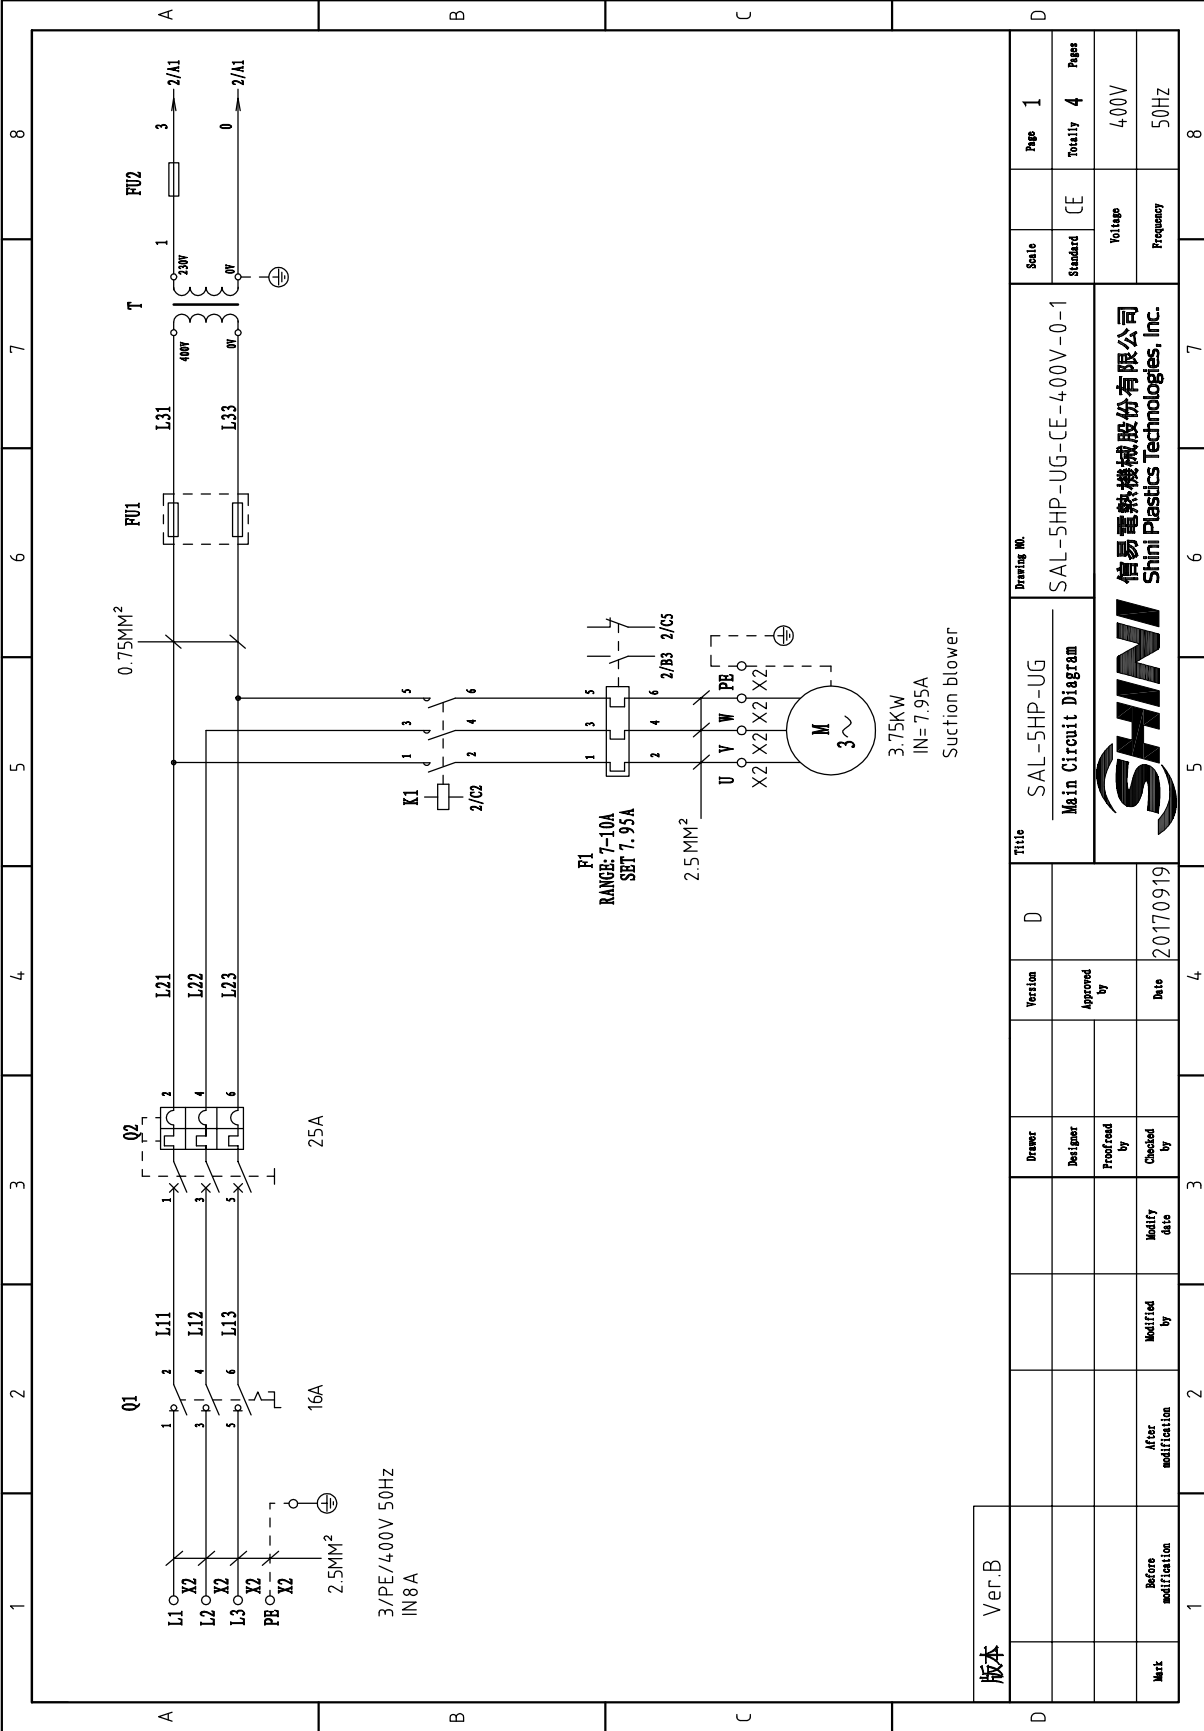 1 2 3 4 5 6 7 8
A A
B B
C C
D D
L1 X2
L2 X2
L3 X2
PE X2
2.5MM²
3/PE/400V 50Hz
IN8A
Q1
1 2
3 4
5 6
16A
L11
L12
L13
Q2
1 2
3 4
5 6
25A
L21
L22
L23
0.75MM²
FU1
L31
L33
T
400V 230V
0V 0V
1
FU2
3 2/A1
0 2/A1
K1
2/C2
1 3 5
2 4 6
F1
RANGE: 7-10A
SET 7.95A
1 3 5
2 4 6
2/B3 2/C5
2.5MM²
U V W PE
X2 X2 X2 X2
M
3~
3.75KW
IN=7.95A
Suction blower
版本 Ver.B
Mark
Before modification
After modification
Modified by
Modify date
Drawer
Designer
Proofread by
Checked by
Version D
Approved by
Date 20170919
Title
SAL-5HP-UG
Main Circuit Diagram
Drawing NO.
SAL-5HP-UG-CE-400V-0-1
SHINI
信易電熱機械股份有限公司
Shini Plastics Technologies, Inc.
Scale
Page 1
Standard CE
Totally 4 Pages
Voltage 400V
Frequency 50Hz
1 2 3 4 5 6 7 8